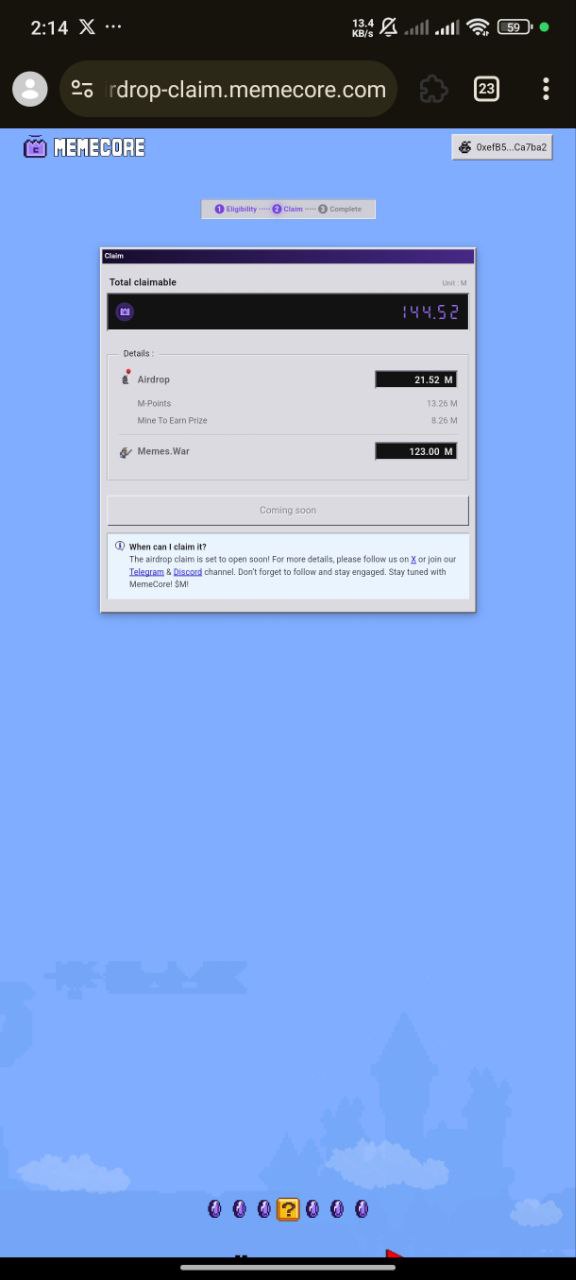 2:14 X ··· 13.4 KB/s 59
rdrop-claim.memecore.com 23
MEMECORE 0xefB5...Ca7ba2
1 Eligibility ---- 2 Claim ---- 3 Complete
Claim
Total claimable Unit : M
144.52
Details :
Airdrop 21.52 M
M-Points 13.26 M
Mine To Earn Prize 8.26 M
Memes.War 123.00 M
Coming soon
When can I claim it?
The airdrop claim is set to open soon! For more details, please follow us on X or join our
Telegram & Discord channel. Don't forget to follow and stay engaged. Stay tuned with
MemeCore! $M!
?